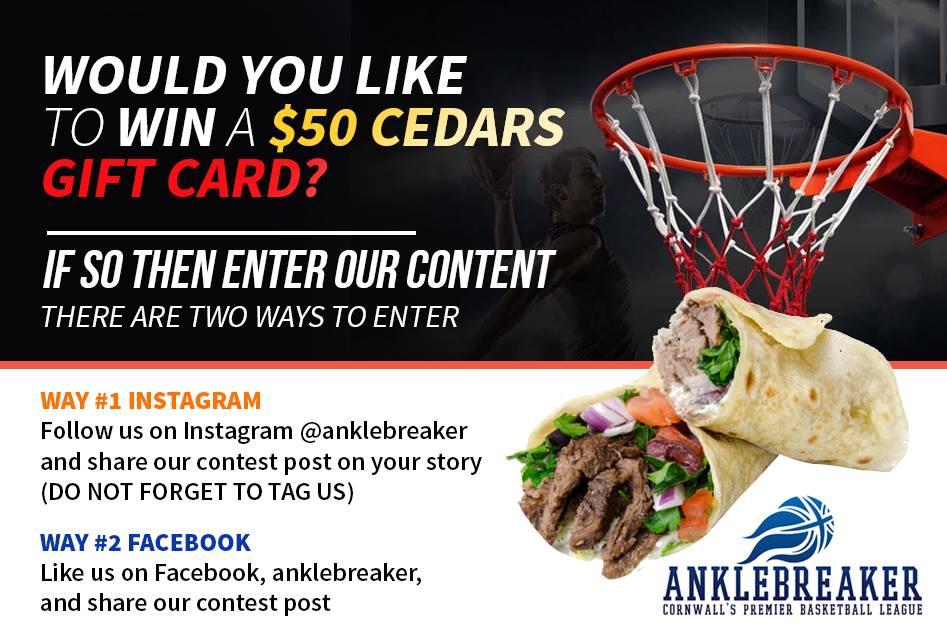 WOULD YOU LIKE
TO WIN A $50 CEDARS
GIFT CARD?
IF SO THEN ENTER OUR CONTENT
THERE ARE TWO WAYS TO ENTER
WAY #1 INSTAGRAM
Follow us on Instagram @anklebreaker
and share our contest post on your story
(DO NOT FORGET TO TAG US)
WAY #2 FACEBOOK
Like us on Facebook, anklebreaker,
and share our contest post
ANKLEBREAKER
CORNWALL'S PREMIER BASKETBALL LEAGUE